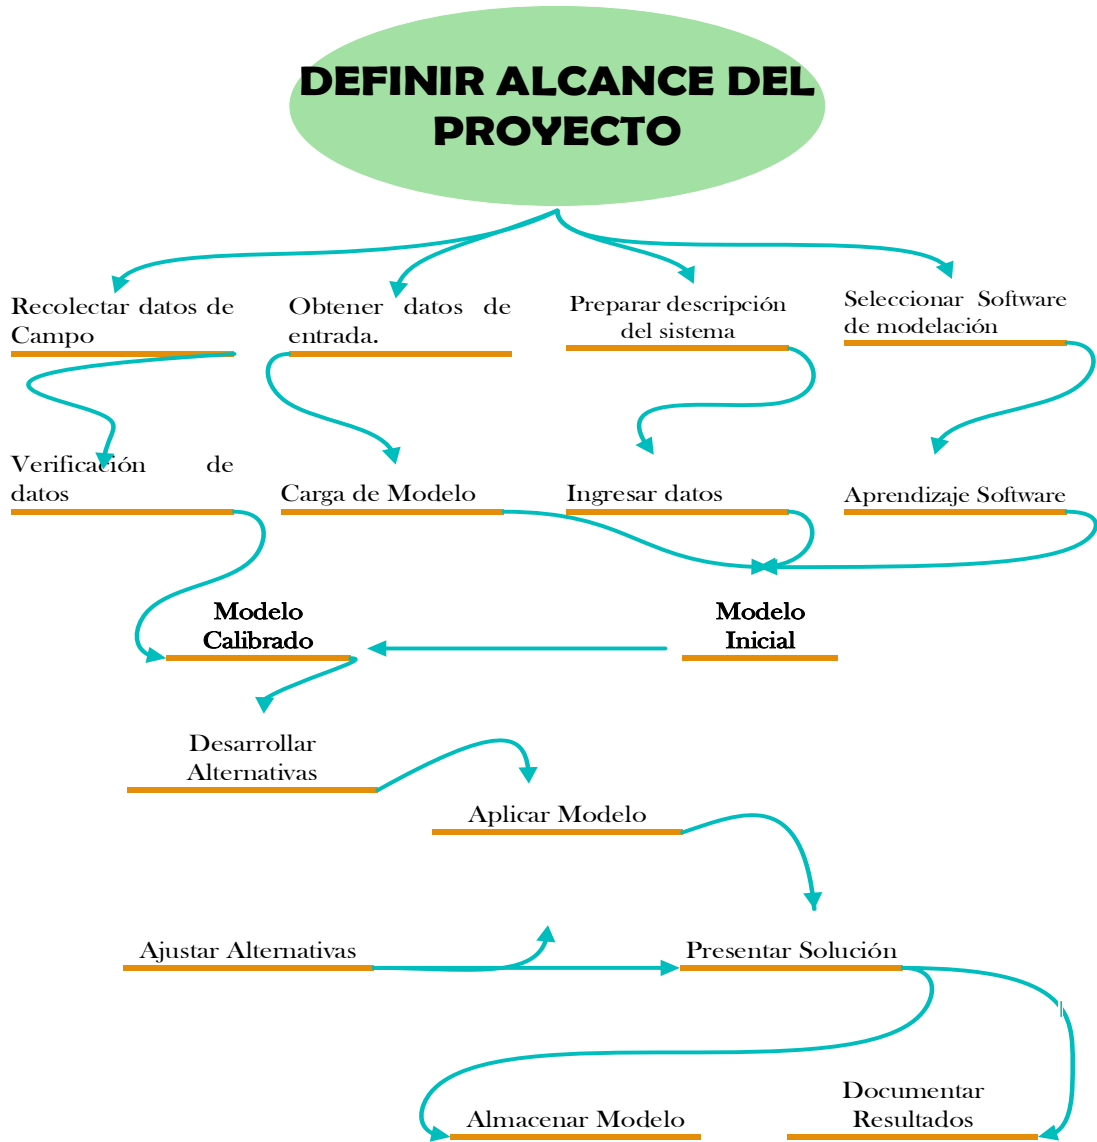 DEFINIR ALCANCE DEL
PROYECTO
Recolectar datos de
Campo
Obtener datos de
entrada.
Preparar descripción
del sistema
Seleccionar Software
de modelación
Verificación de
datos
Carga de Modelo
Ingresar datos
Aprendizaje Software
Modelo
Calibrado
Modelo
Inicial
Desarrollar
Alternativas
Aplicar Modelo
Ajustar Alternativas
Presentar Solución
Almacenar Modelo
Documentar
Resultados